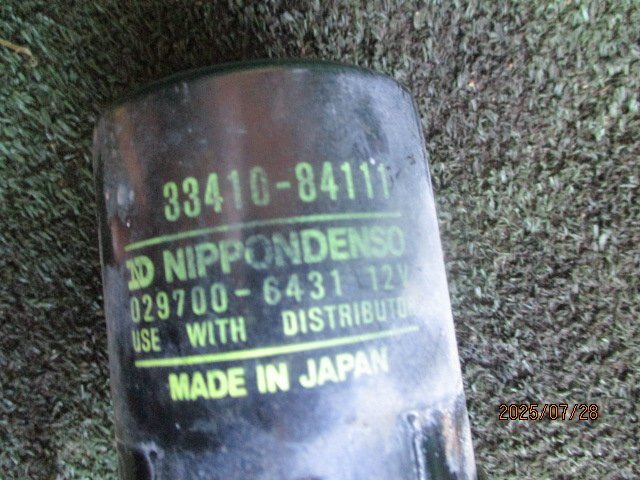 33410-84111
ND NIPPONDENSO
029700-6431 12V
USE WITH DISTRIBUTOR
MADE IN JAPAN
2025/07/28